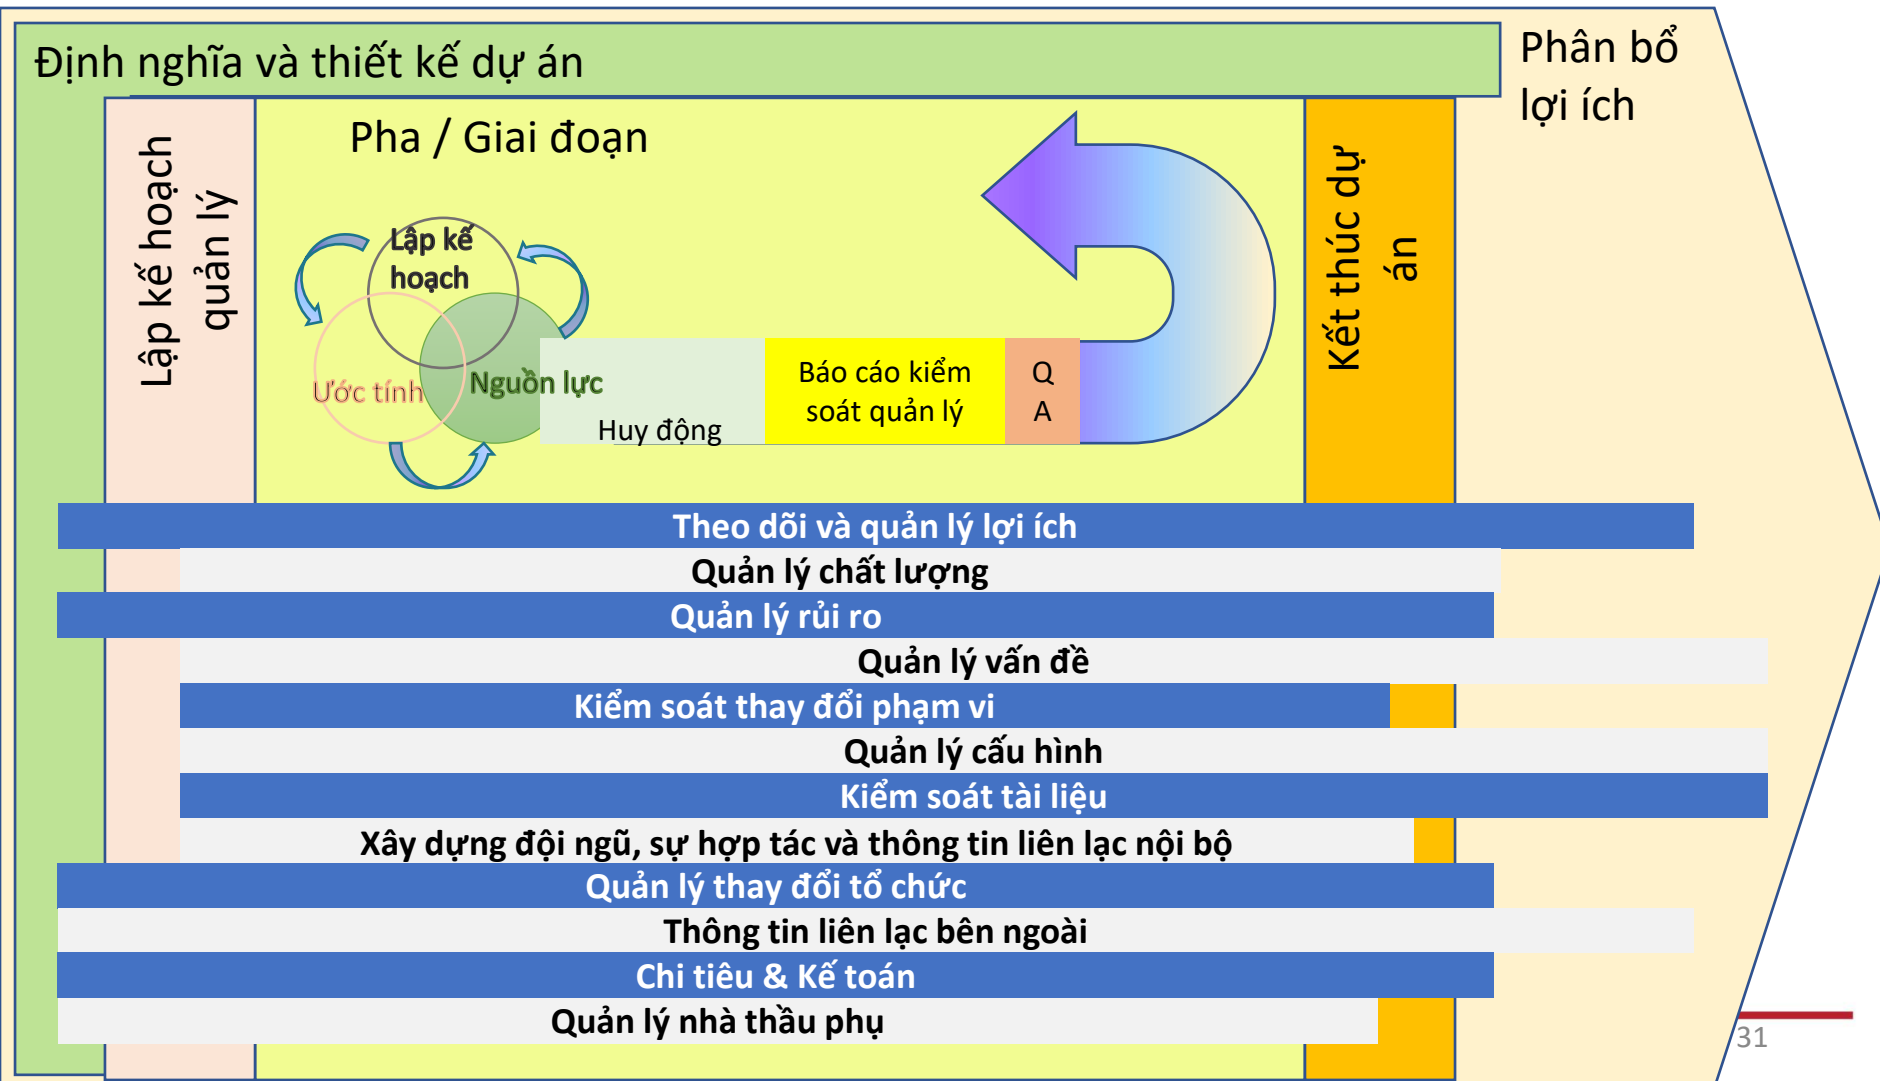 Định nghĩa và thiết kế dự án
Phân bổ
lợi ích
Lập kế hoạch
quản lý
Pha / Giai đoạn
Lập kế
hoạch
Ước tính
Nguồn lực
Huy động
Báo cáo kiểm
soát quản lý
Q
A
Kết thúc dự
án
Theo dõi và quản lý lợi ích
Quản lý chất lượng
Quản lý rủi ro
Quản lý vấn đề
Kiểm soát thay đổi phạm vi
Quản lý cấu hình
Kiểm soát tài liệu
Xây dựng đội ngũ, sự hợp tác và thông tin liên lạc nội bộ
Quản lý thay đổi tổ chức
Thông tin liên lạc bên ngoài
Chi tiêu & Kế toán
Quản lý nhà thầu phụ
31